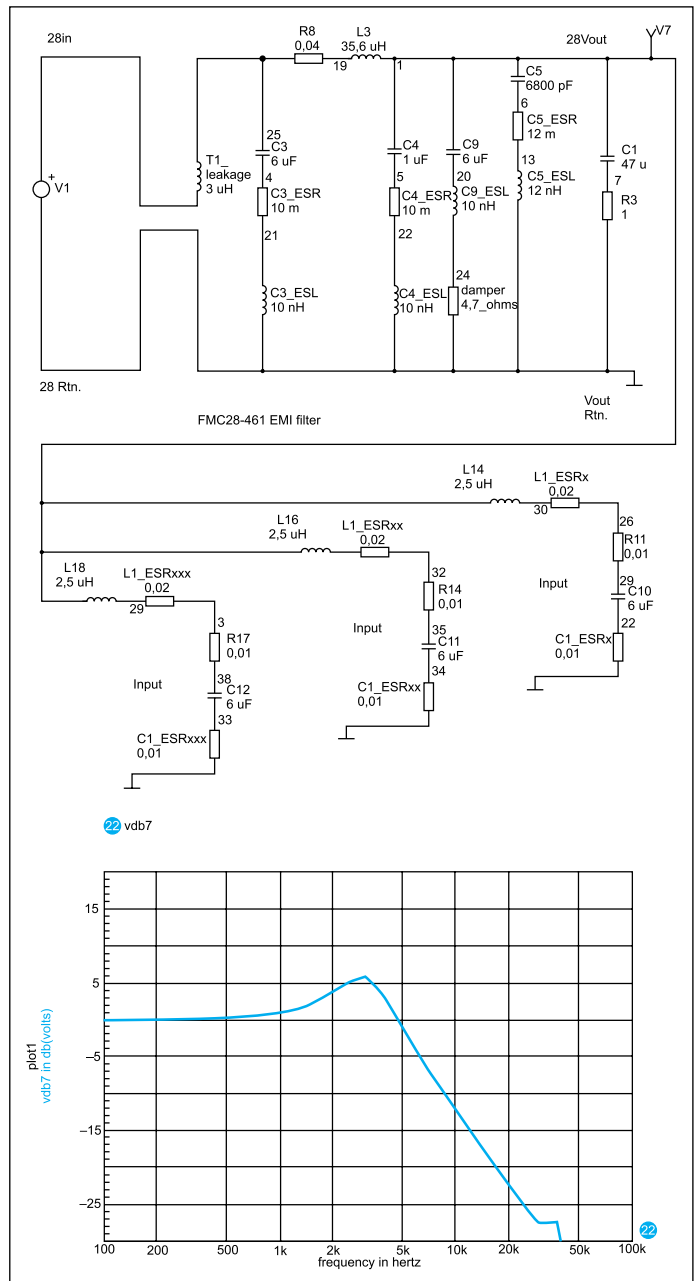 28in
R8
0,04
L3
35,6 uH
19
1
28Vout
V7
C5
6800 pF
6
C5_ESR
12 m
13
C5_ESL
12 nH
25
C3
6 uF
4
C3_ESR
10 m
21
C3_ESL
10 nH
T1_
leakage
3 uH
+
V1
C4
1 uF
5
C4_ESR
10 m
22
C4_ESL
10 nH
C9
6 uF
20
C9_ESL
10 nH
24
damper
4,7_ohms
C1
47 u
7
R3
1
28 Rtn.
Vout
Rtn.
FMC28-461 EMI filter
L14
2,5 uH
L1_ESRx
0,02
30
26
R11
0,01
29
C10
6 uF
22
C1_ESRx
0,01
Input
L16
2,5 uH
L1_ESRxx
0,02
32
R14
0,01
35
C11
6 uF
34
C1_ESRxx
0,01
Input
L18
2,5 uH
L1_ESRxxx
0,02
29
3
R17
0,01
38
C12
6 uF
33
C1_ESRxxx
0,01
Input
22 vdb7
15
5
–5
–15
–25
plot1
vdb7 in db(volts)
100 200 500 1k 2k 5k 10k 20k 50k 100k
frequency in hertz
22